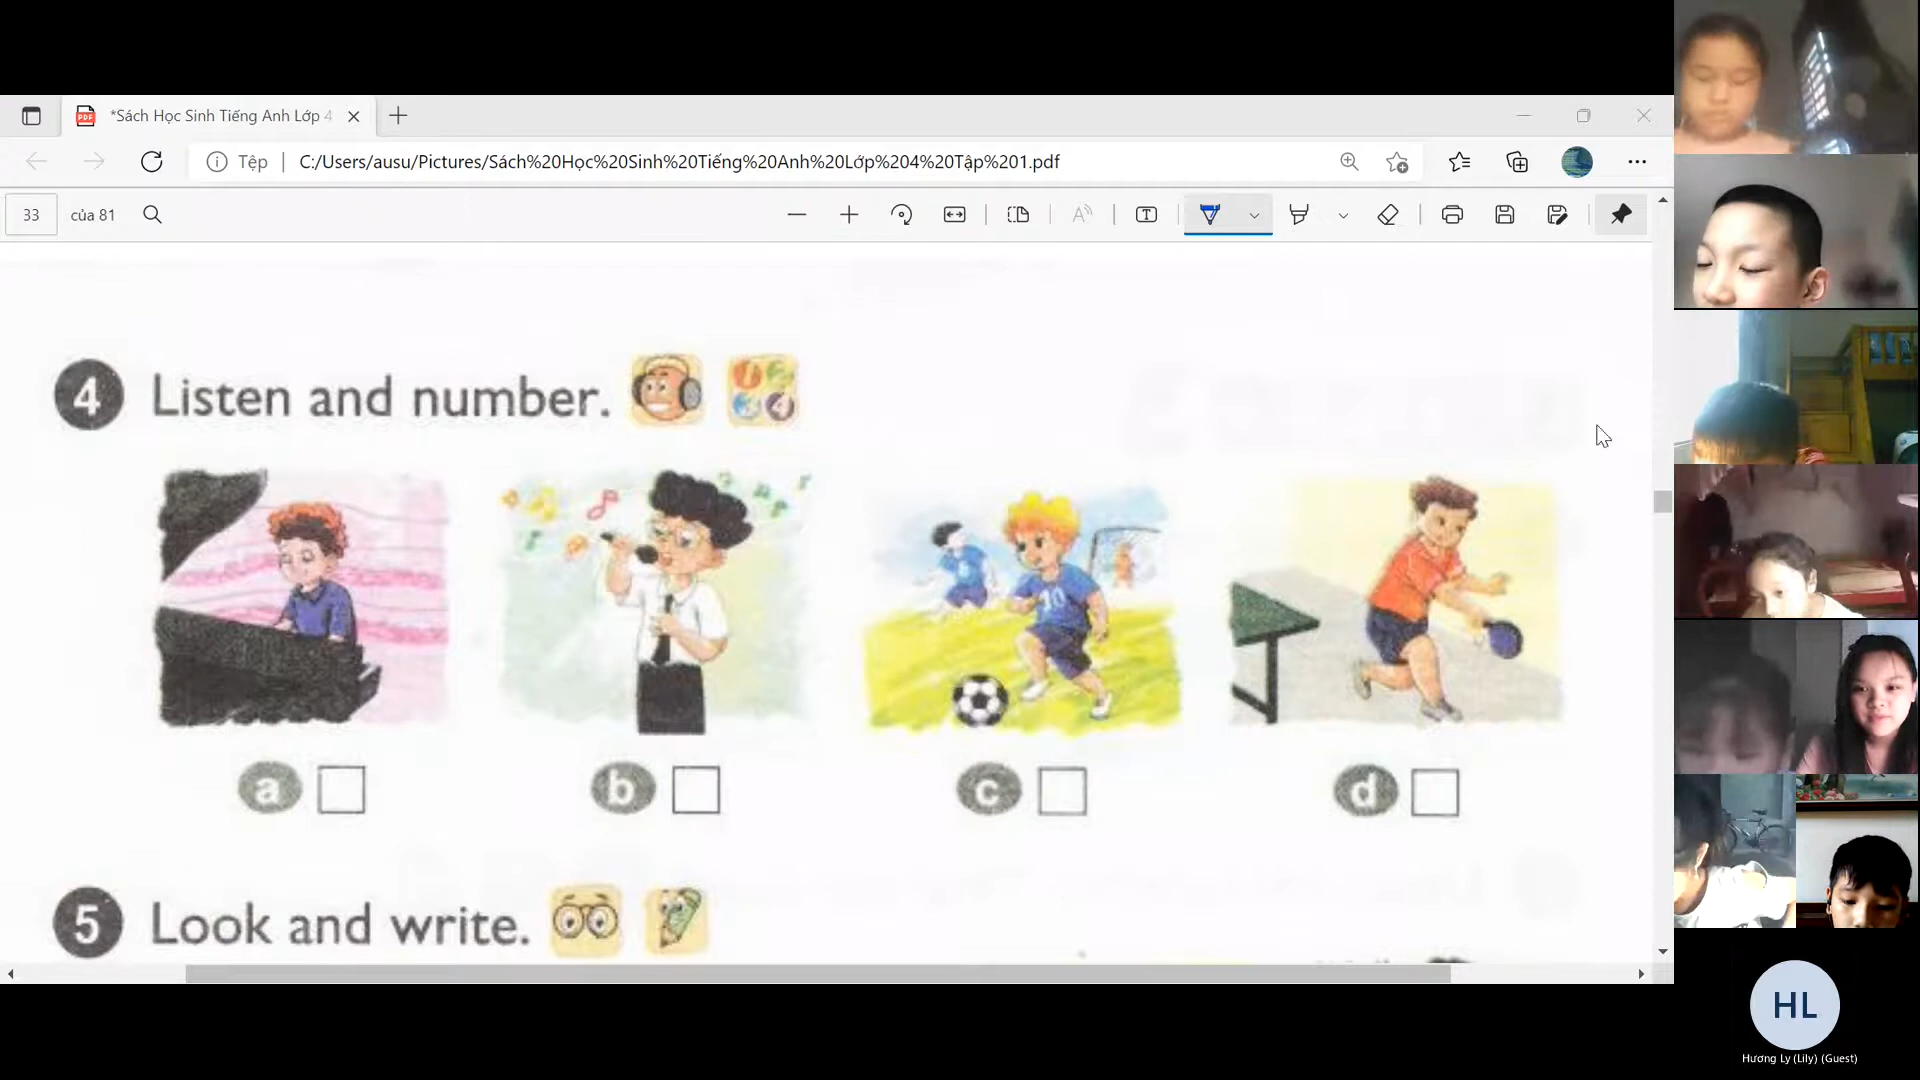 *Sách Học Sinh Tiếng Anh Lớp 4
Tệp
C:/Users/ausu/Pictures/Sách%20Học%20Sinh%20Tiếng%20Anh%20Lớp%204%20Tập%201.pdf
33 của 81
4 Listen and number.
a b c d
5 Look and write.
HL
Hương Ly (Lily) (Guest)